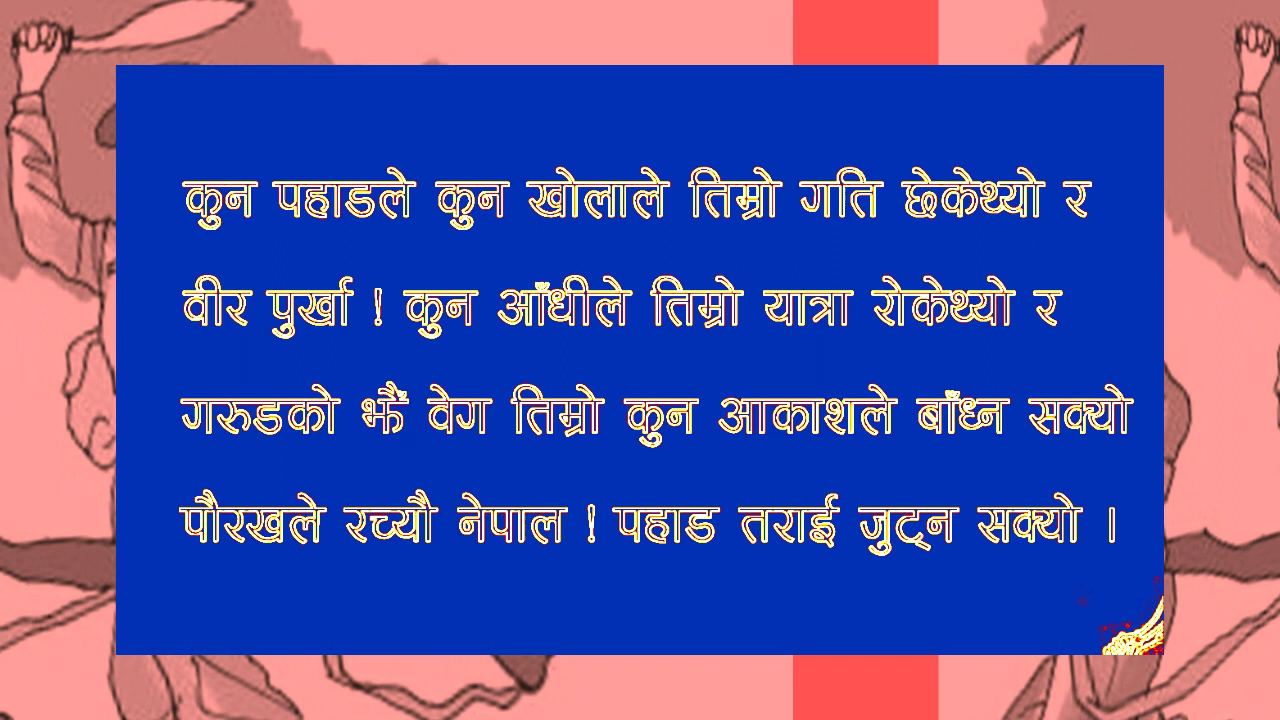 कुन पहाडले कुन खोलाले तिम्रो गति छेकेथ्यो र
वीर पुर्खा ! कुन आँधीले तिम्रो यात्रा रोकेथ्यो र
गरुडको झैं वेग तिम्रो कुन आकाशले बाँध्न सक्यो
पौरखले रच्यौ नेपाल ! पहाड तराई जुट्न सक्यो ।